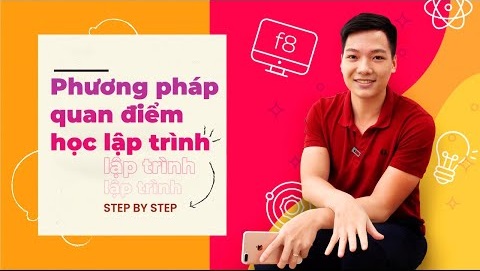 f8
Phương pháp
quan điểm
học lập trình
lập trình
lập trình
STEP BY STEP